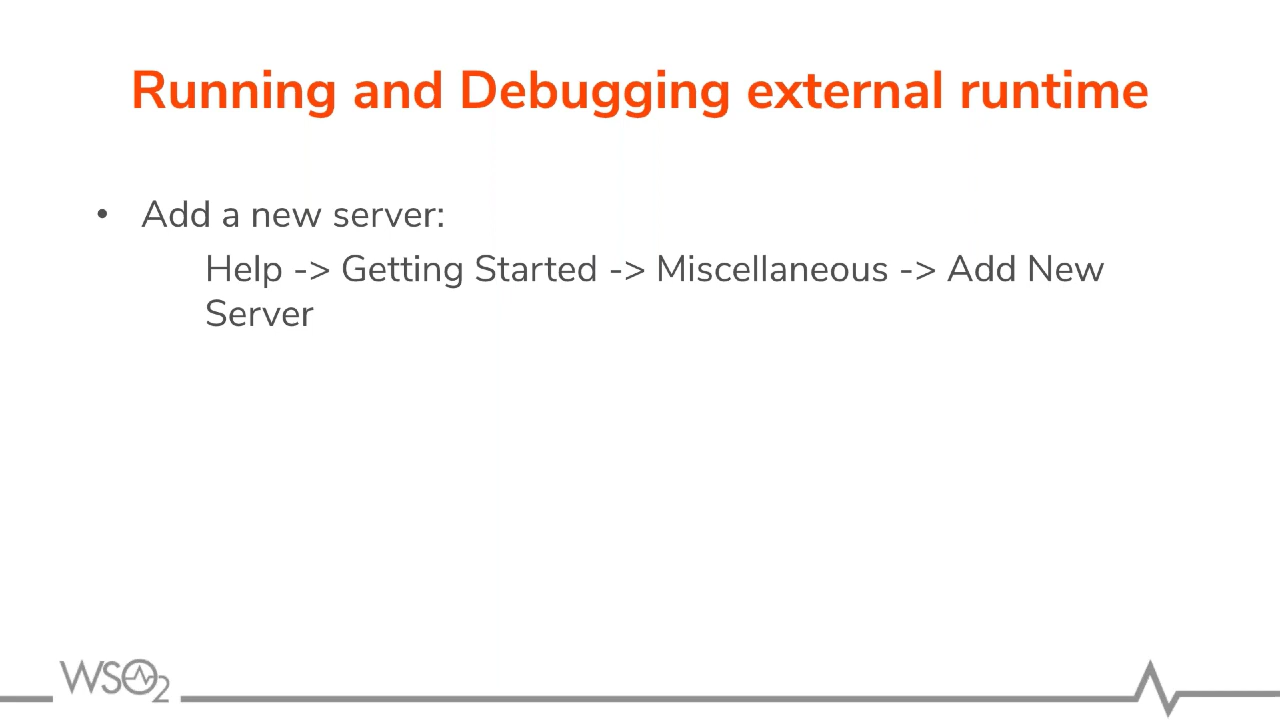 Running and Debugging external runtime
• Add a new server:
Help -> Getting Started -> Miscellaneous -> Add New
Server
WSO2